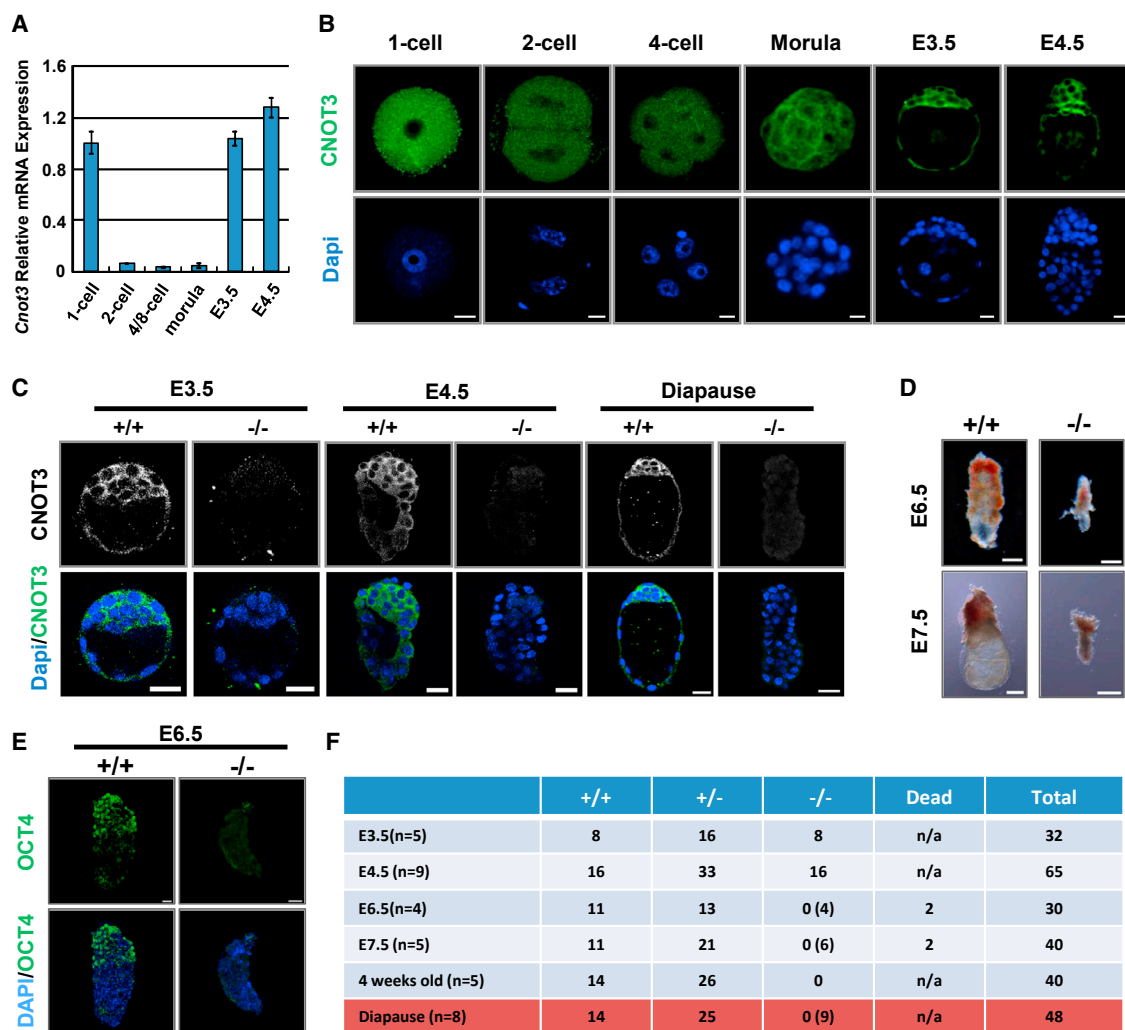 A
Cnot3 Relative mRNA Expression
1.6
1.2
0.8
0.4
0
1-cell
2-cell
4/8-cell
morula
E3.5
E4.5
B
1-cell 2-cell 4-cell Morula E3.5 E4.5
CNOT3
Dapi
C
E3.5 E4.5 Diapause
+/+ -/- +/+ -/- +/+ -/-
CNOT3
Dapi/CNOT3
D
+/+ -/-
E6.5
E7.5
E
E6.5
+/+ -/-
OCT4
DAPI/OCT4
F
+/+ +/- -/- Dead Total
E3.5(n=5) 8 16 8 n/a 32
E4.5 (n=9) 16 33 16 n/a 65
E6.5(n=4) 11 13 0 (4) 2 30
E7.5 (n=5) 11 21 0 (6) 2 40
4 weeks old (n=5) 14 26 0 n/a 40
Diapause (n=8) 14 25 0 (9) n/a 48